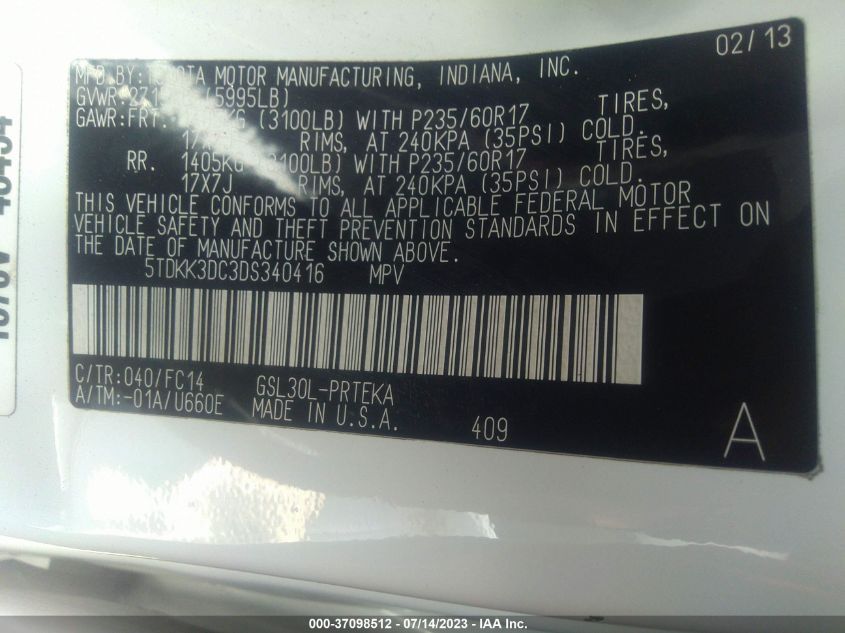 02/13
MFD.BY:TOYOTA MOTOR MANUFACTURING, INDIANA, INC.
(5995LB)
GAWR:FRT. (3100LB) WITH P235/60R17 TIRES,
RIMS, AT 240KPA (35PSI) COLD.
RR. 1405KG (3100LB) WITH P235/60R17 TIRES,
17X7J RIMS, AT 240KPA (35PSI) COLD.
THIS VEHICLE CONFORMS TO ALL APPLICABLE FEDERAL MOTOR
VEHICLE SAFETY AND THEFT PREVENTION STANDARDS IN EFFECT ON
THE DATE OF MANUFACTURE SHOWN ABOVE.
5TDKK3DC3DS340416 MPV
C/TR:040/FC14 GSL30L-PRTEKA
A/TM:-01A/U660E MADE IN U.S.A. 409
A
000-37098512 - 07/14/2023 - IAA Inc.